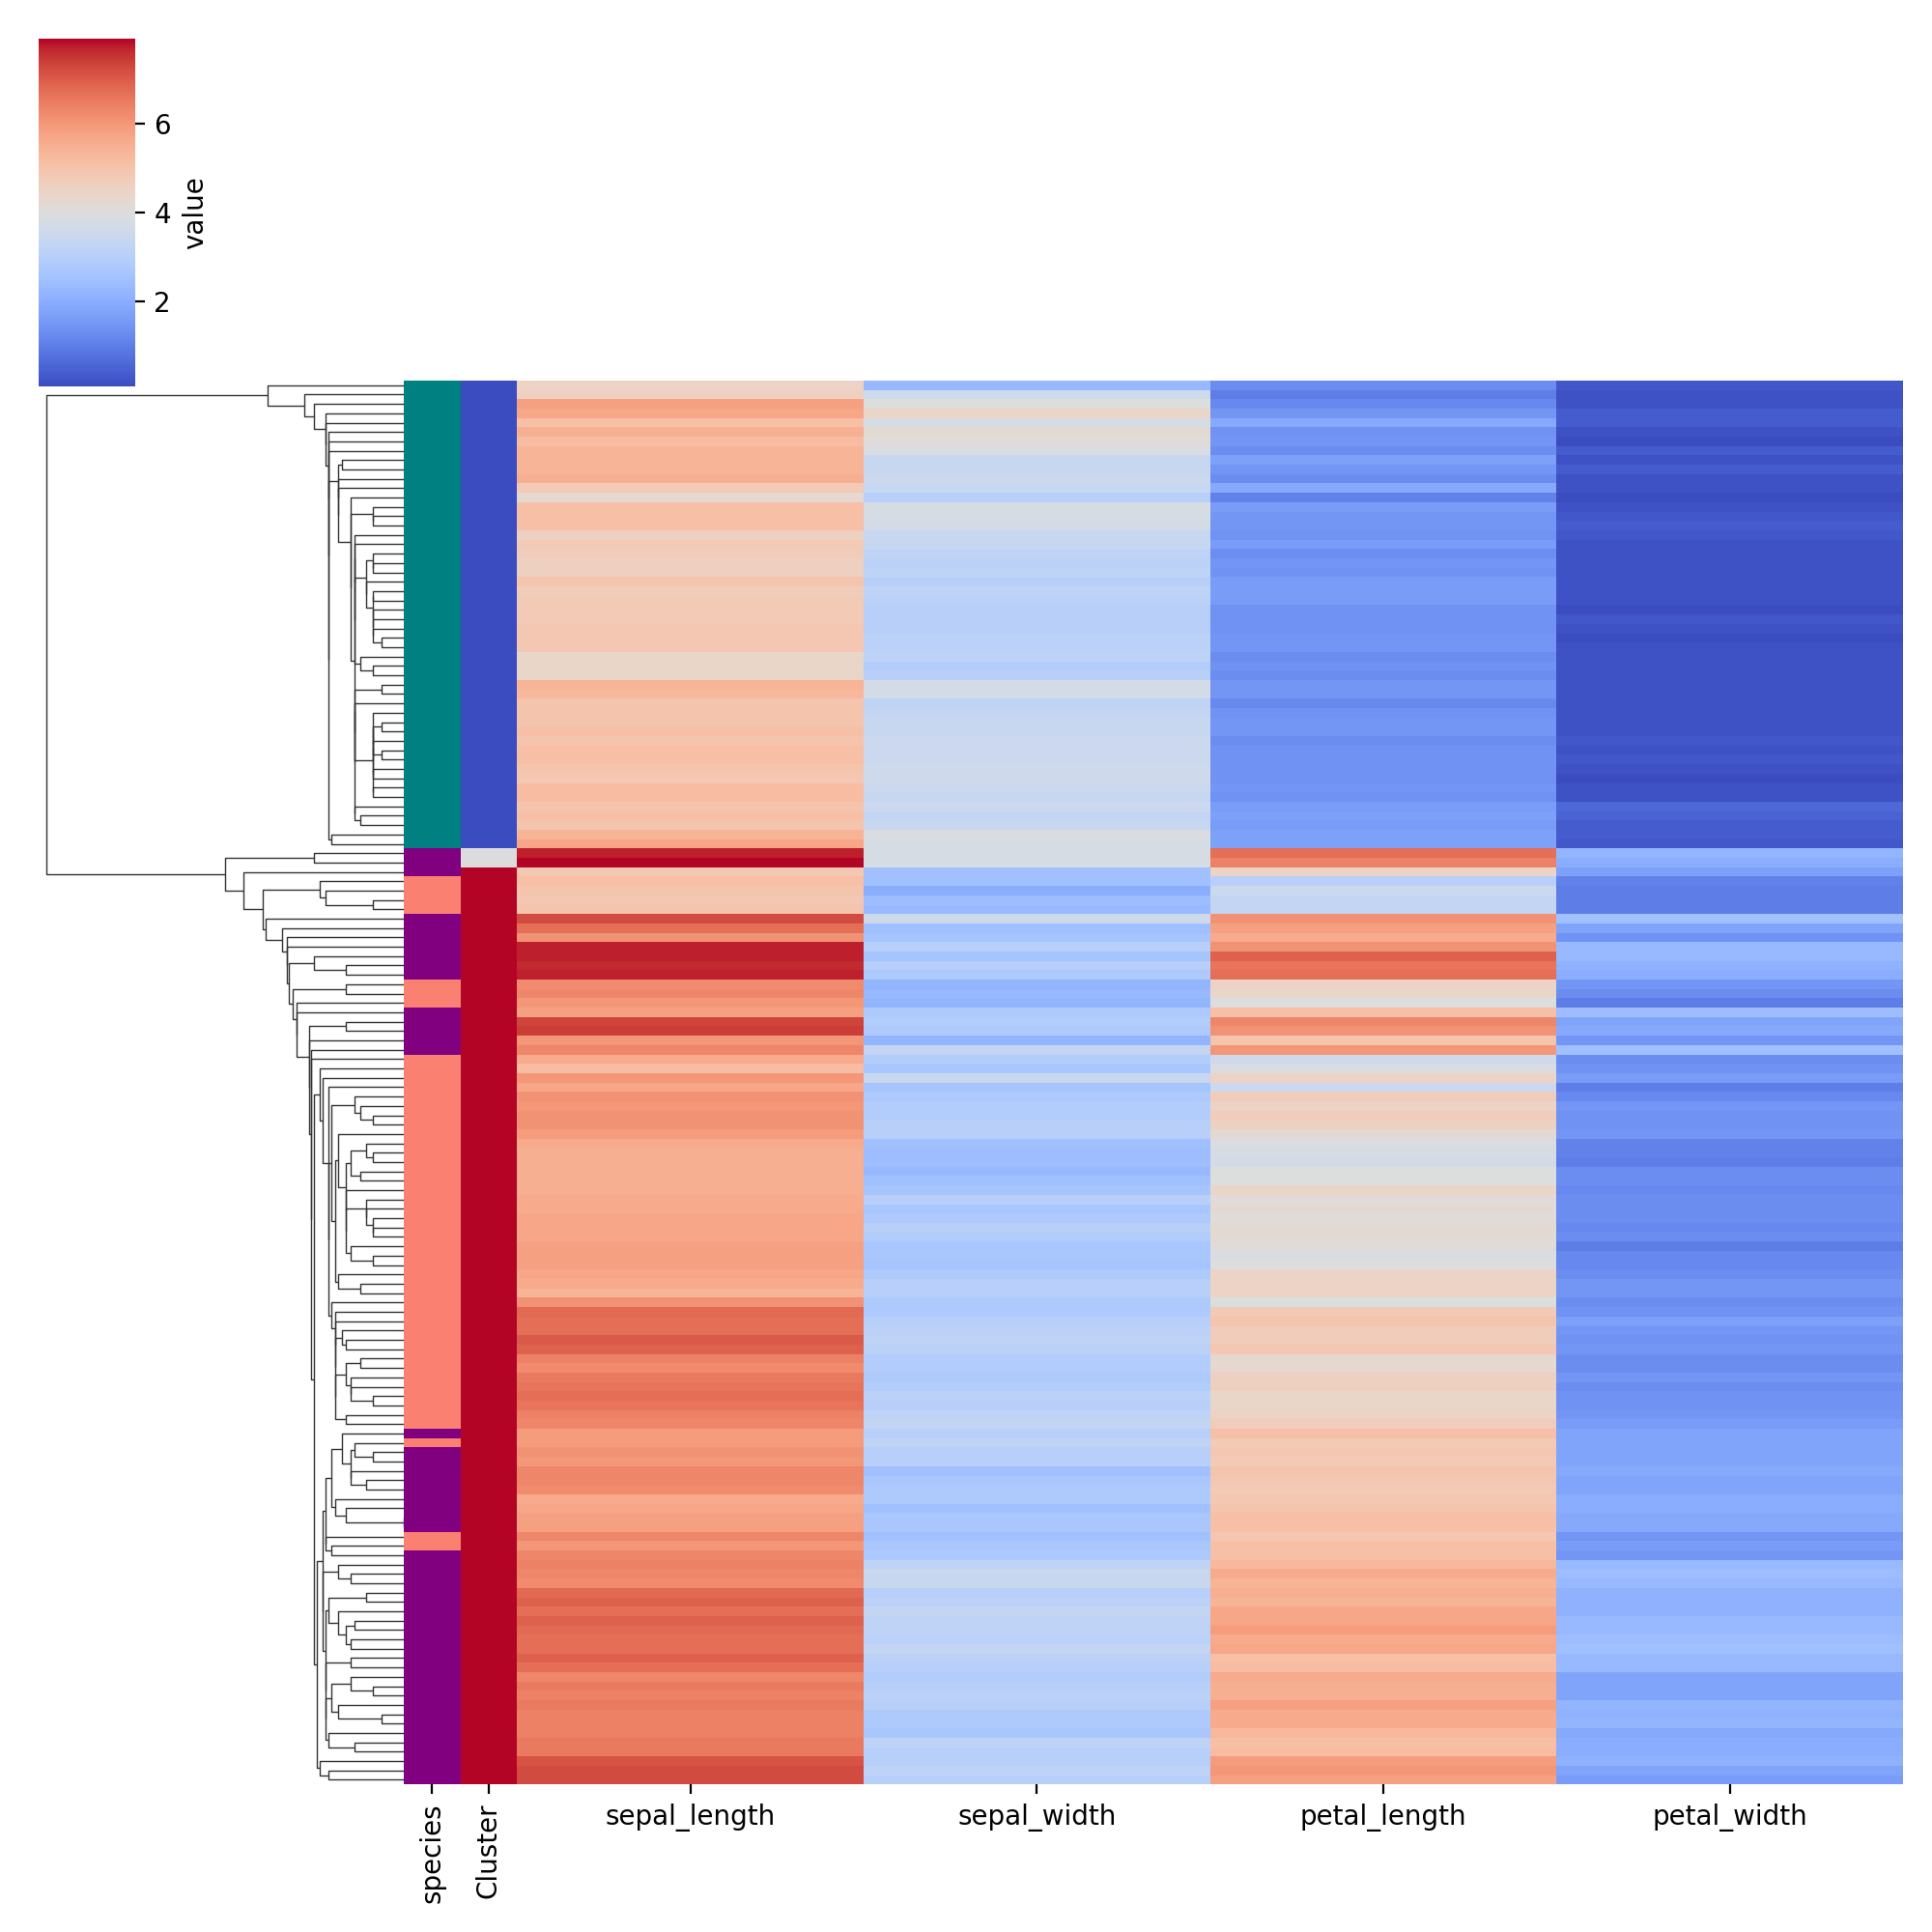 6
4
2
value
species
Cluster
sepal_length
sepal_width
petal_length
petal_width